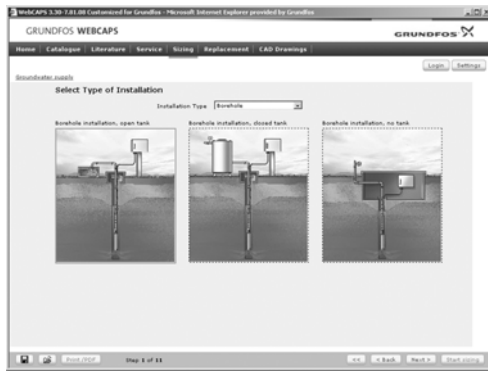 WebCAPS 3.30-7.01.08 Customized for Grundfos - Microsoft Internet Explorer provided by Grundfos
GRUNDFOS WEBCAPS
GRUNDFOS
Home Catalogue Literature Service Sizing Replacement CAD Drawings
Login Settings
Groundwater supply
Select Type of Installation
Installation Type Borehole
Borehole installation, open tank Borehole installation, closed tank Borehole installation, no tank
Print/PDF Step 1 of 11 << < Back Next > Start sizing